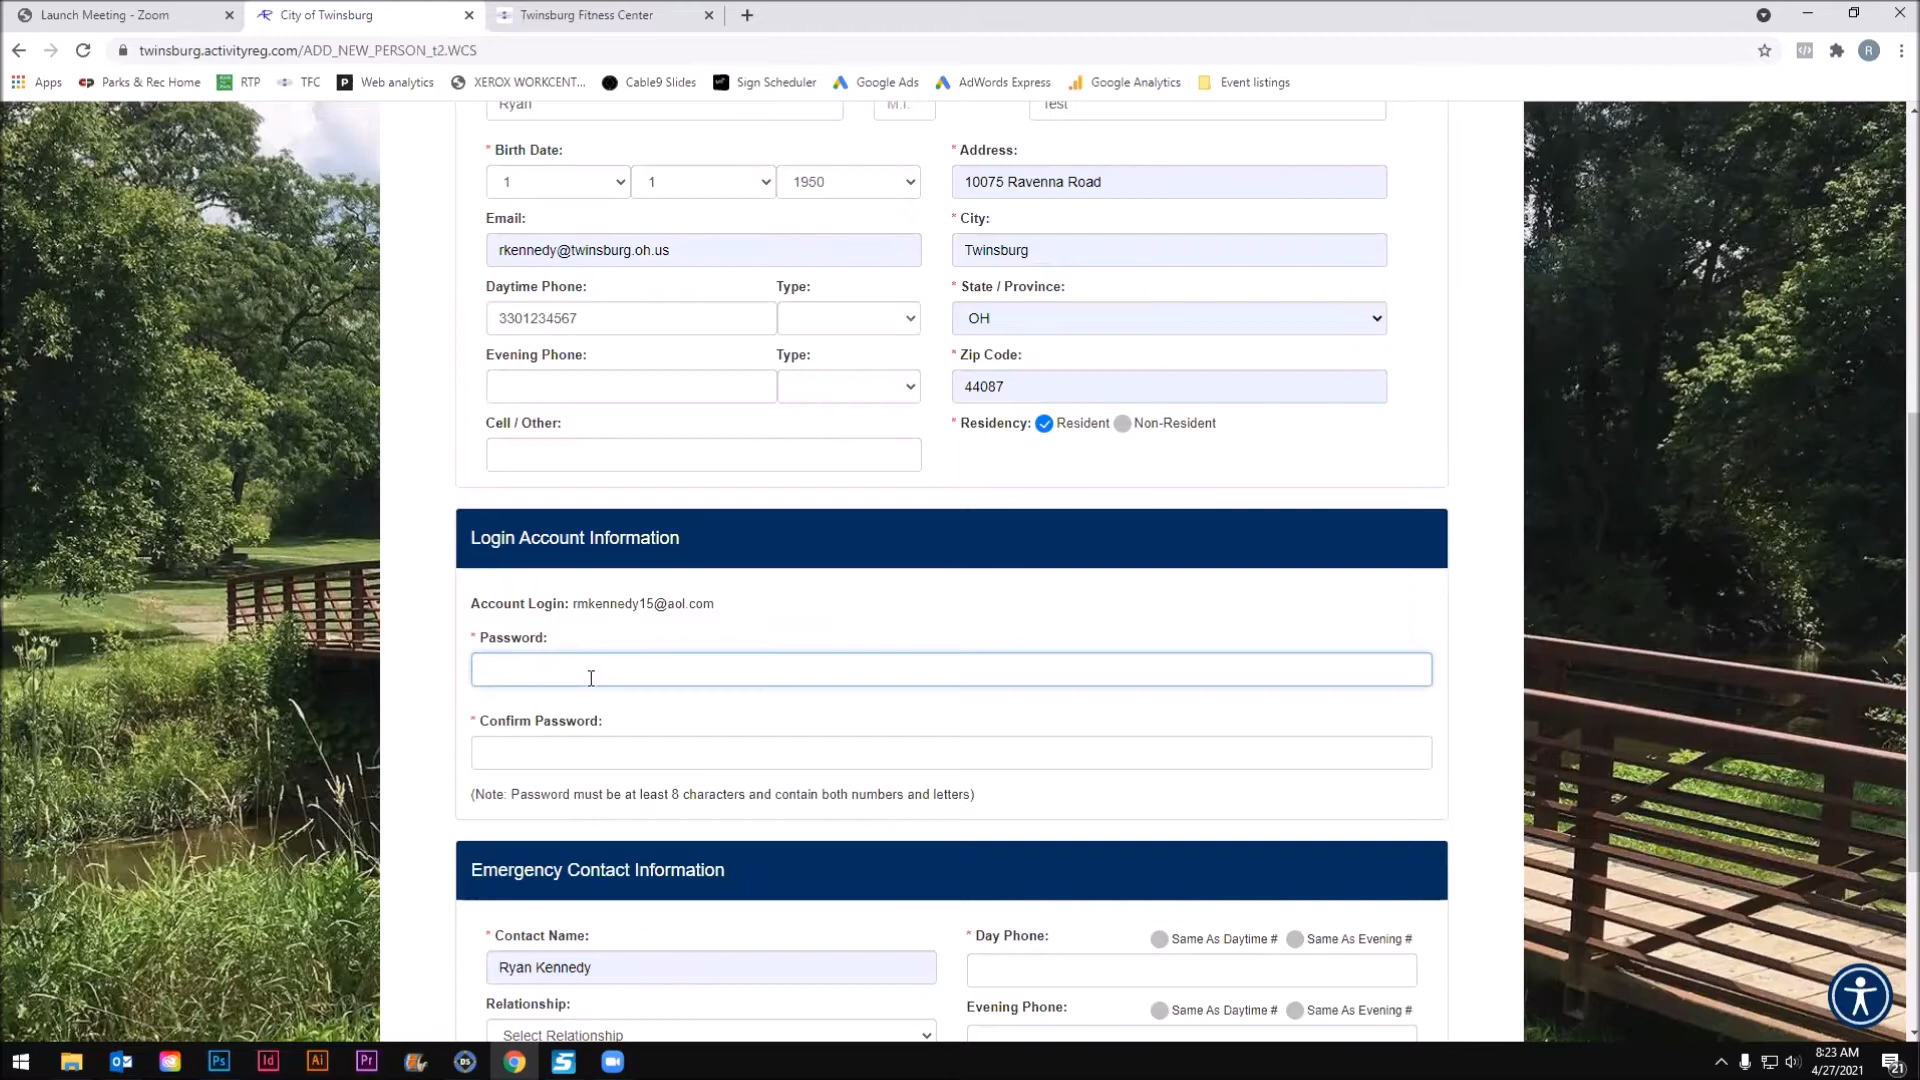 Launch Meeting - Zoom
City of Twinsburg
Twinsburg Fitness Center
twinsburg.activityreg.com/ADD_NEW_PERSON_t2.WCS
R
Apps
Parks & Rec Home
RTP
TFC
Web analytics
XEROX WORKCENT...
Cable9 Slides
Sign Scheduler
Google Ads
AdWords Express
Google Analytics
Event listings
Ryan
M.I.
Test
* Birth Date:
* Address:
1
1
1950
10075 Ravenna Road
Email:
* City:
rkennedy@twinsburg.oh.us
Twinsburg
Daytime Phone:
Type:
* State / Province:
3301234567
OH
Evening Phone:
Type:
* Zip Code:
44087
Cell / Other:
* Residency: Resident Non-Resident
Login Account Information
Account Login: rmkennedy15@aol.com
* Password:
* Confirm Password:
(Note: Password must be at least 8 characters and contain both numbers and letters)
Emergency Contact Information
* Contact Name:
* Day Phone:
Same As Daytime #
Same As Evening #
Ryan Kennedy
Relationship:
Evening Phone:
Same As Daytime #
Same As Evening #
Select Relationship
Ps
Id
Ai
Pr
DS
S
8:23 AM
4/27/2021
21